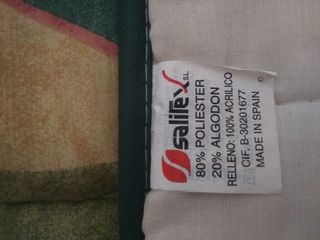 salitex S.L.
80% POLIESTER
20% ALGODON
RELLENO: 100% ACRILICO
CIF. B-30201677
MADE IN SPAIN